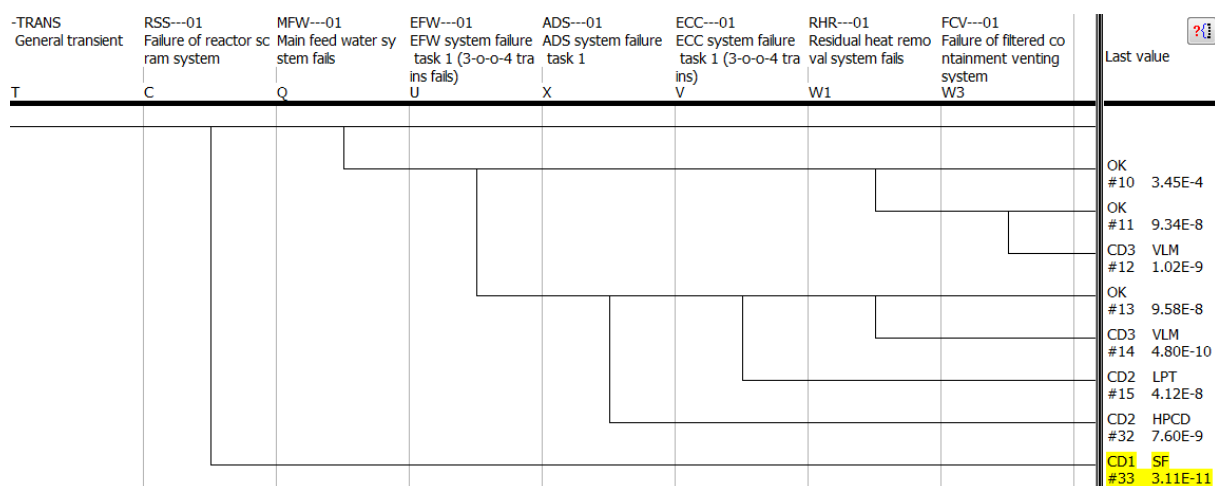 -TRANS
General transient
T
RSS---01
Failure of reactor sc
ram system
C
MFW---01
Main feed water sy
stem fails
Q
EFW---01
EFW system failure
task 1 (3-o-o-4 tra
ins fails)
U
ADS---01
ADS system failure
task 1
X
ECC---01
ECC system failure
task 1 (3-o-o-4 tra
ins)
V
RHR---01
Residual heat remo
val system fails
W1
FCV---01
Failure of filtered co
ntainment venting
system
W3
?{}
Last value
OK
#10 3.45E-4
OK
#11 9.34E-8
CD3 VLM
#12 1.02E-9
OK
#13 9.58E-8
CD3 VLM
#14 4.80E-10
CD2 LPT
#15 4.12E-8
CD2 HPCD
#32 7.60E-9
CD1 SF
#33 3.11E-11